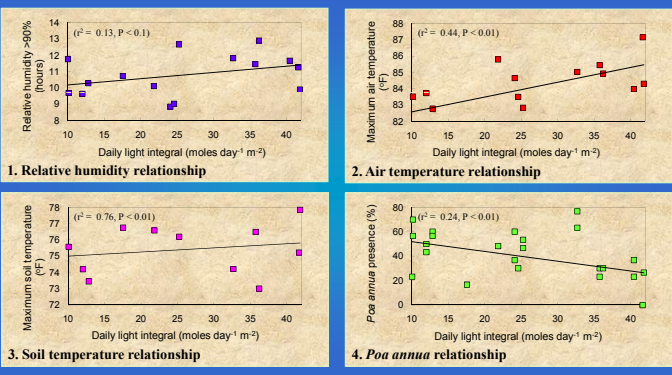 Relative humidity >90%
(hours)
14
13
12
11
10
9
8
(r² = 0.13, P < 0.1)
10 15 20 25 30 35 40
Daily light integral (moles day⁻¹ m⁻²)
1. Relative humidity relationship
Maximum air temperature
(°F)
88
87
86
85
84
83
82
(r² = 0.44, P < 0.01)
10 15 20 25 30 35 40
Daily light integral (moles day⁻¹ m⁻²)
2. Air temperature relationship
Maximum soil temperature
(°F)
78
77
76
75
74
73
72
(r² = 0.76, P < 0.01)
10 15 20 25 30 35 40
Daily light integral (moles day⁻¹ m⁻²)
3. Soil temperature relationship
Poa annua presence (%)
80
60
40
20
0
(r² = 0.24, P < 0.01)
10 15 20 25 30 35 40
Daily light integral (moles day⁻¹ m⁻²)
4. Poa annua relationship